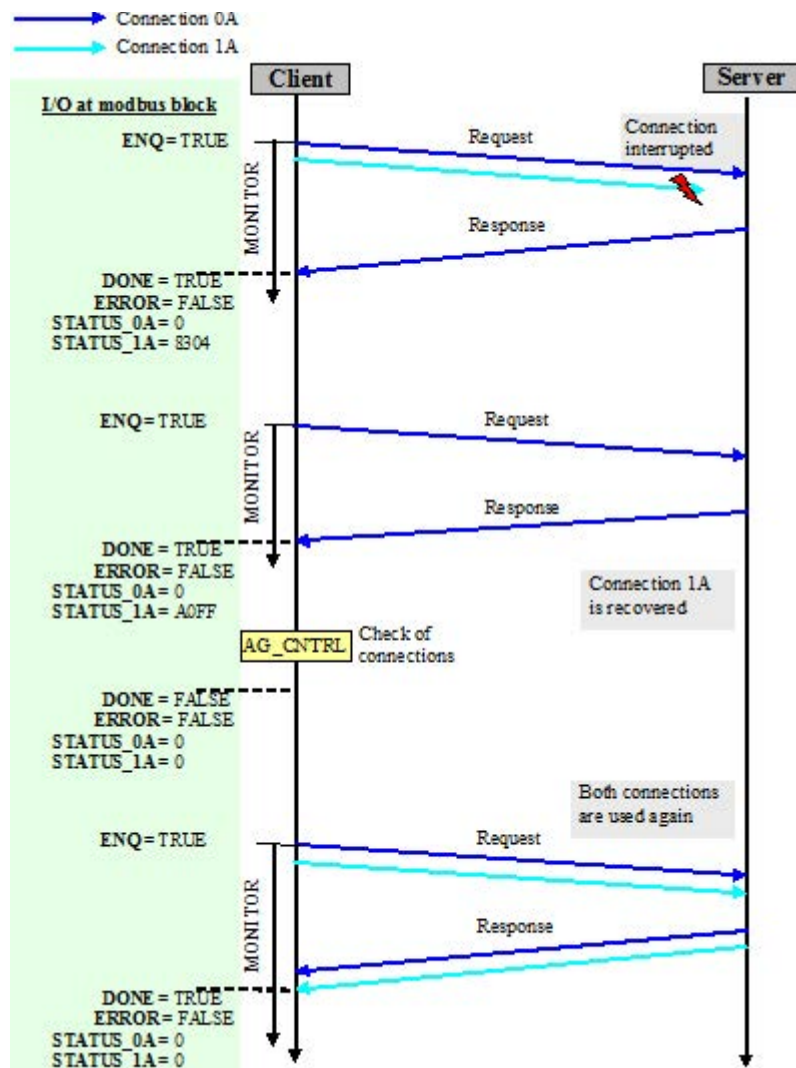 Connection 0A
Connection 1A
Client
Server
I/O at modbus block
ENQ = TRUE
MONITOR
Request
Connection
interrupted
Response
DONE = TRUE
ERROR = FALSE
STATUS_0A = 0
STATUS_1A = 8304
ENQ = TRUE
MONITOR
Request
Response
DONE = TRUE
ERROR = FALSE
STATUS_0A = 0
STATUS_1A = A0FF
Connection 1A
is recovered
AG_CNTRL
Check of
connections
DONE = FALSE
ERROR = FALSE
STATUS_0A = 0
STATUS_1A = 0
Both connections
are used again
ENQ = TRUE
MONITOR
Request
Response
DONE = TRUE
ERROR = FALSE
STATUS_0A = 0
STATUS_1A = 0